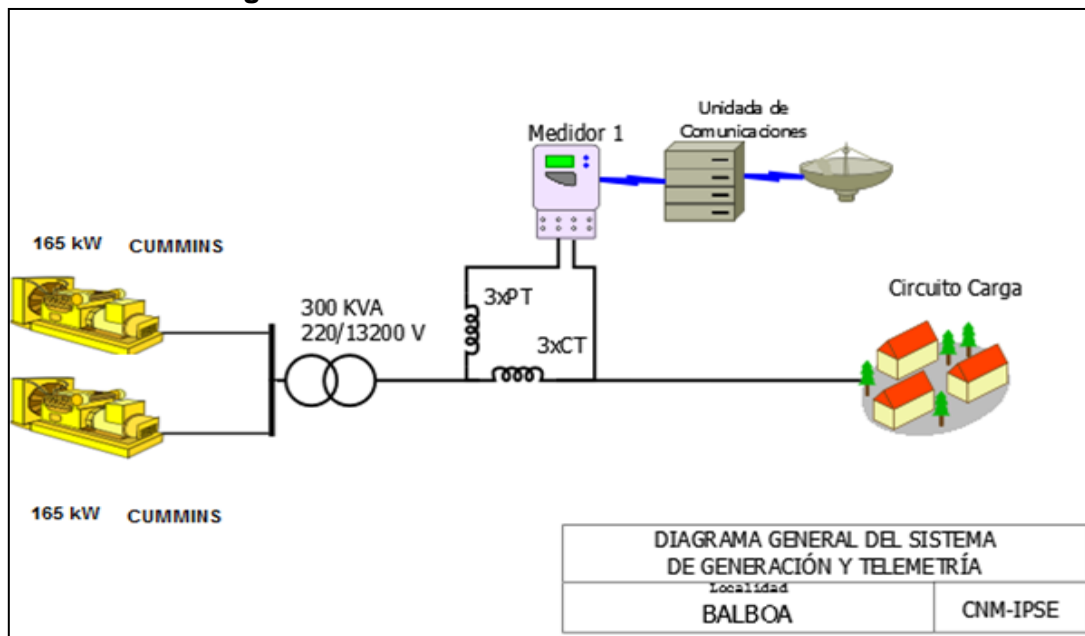 Unidada de
Comunicaciones
Medidor 1
165 kW CUMMINS
300 KVA
220/13200 V
3xPT
3xCT
Circuito Carga
165 kW CUMMINS
DIAGRAMA GENERAL DEL SISTEMA
DE GENERACIÓN Y TELEMETRÍA
Localidad
BALBOA
CNM-IPSE